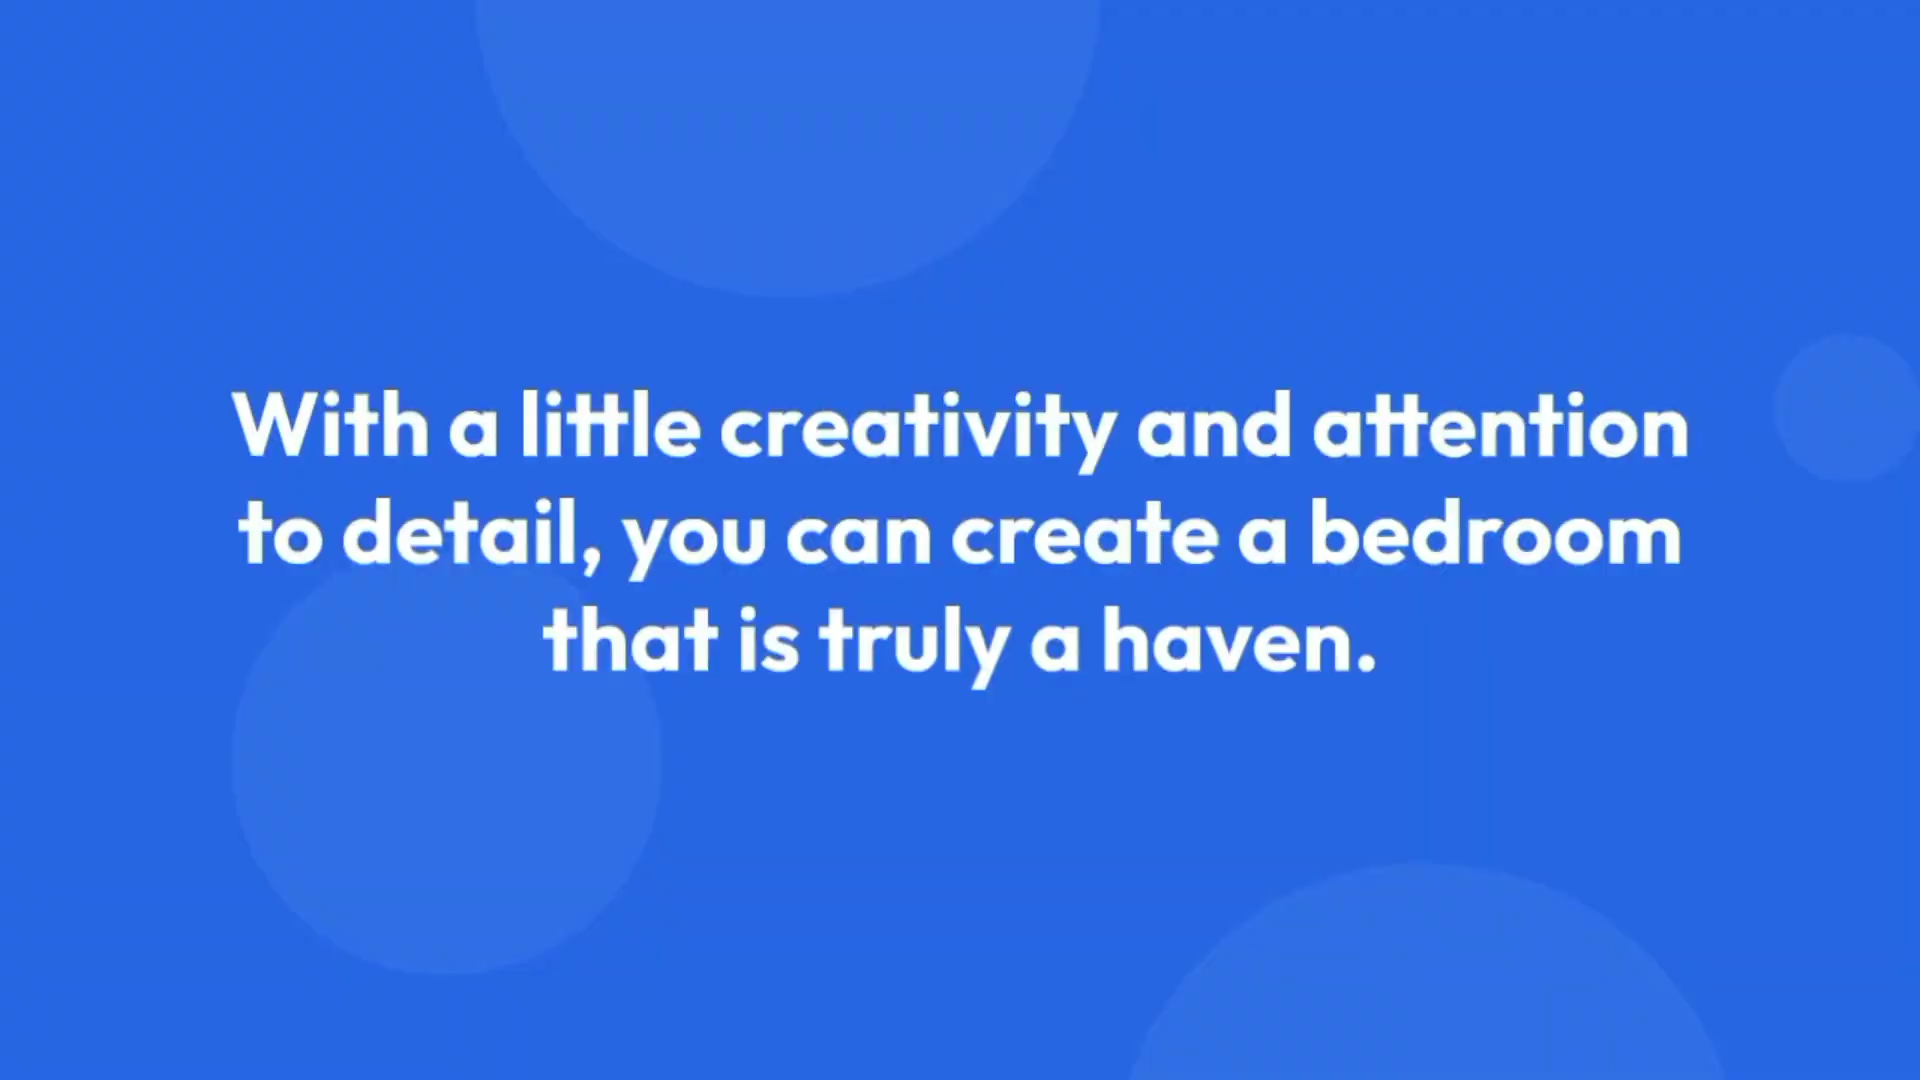 With a little creativity and attention
to detail, you can create a bedroom
that is truly a haven.